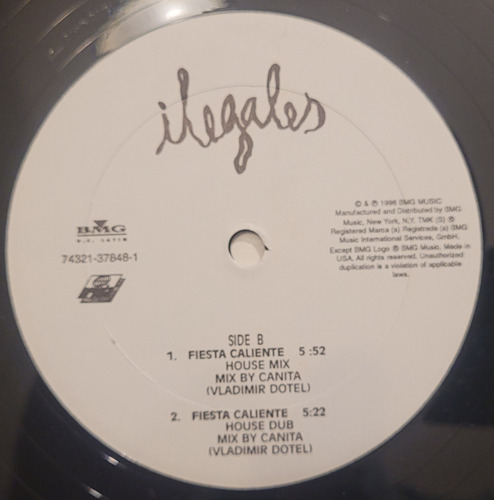 ilegales
© & ℗ 1996 BMG MUSIC
Manufactured and Distributed by BMG
Music, New York, N.Y. TMK (S) ®
Registered Marca (s) Registrada (s) BMG
Music International Services, GmbH.
Except BMG Logo ® BMG Music. Made in
USA. All rights reserved. Unauthorized
duplication is a violation of applicable
laws.
BMG
U.S. LATIN
74321-37848-1
SIDE B
1. FIESTA CALIENTE 5 :52
HOUSE MIX
MIX BY CANITA
(VLADIMIR DOTEL)
2. FIESTA CALIENTE 5:22
HOUSE DUB
MIX BY CANITA
(VLADIMIR DOTEL)